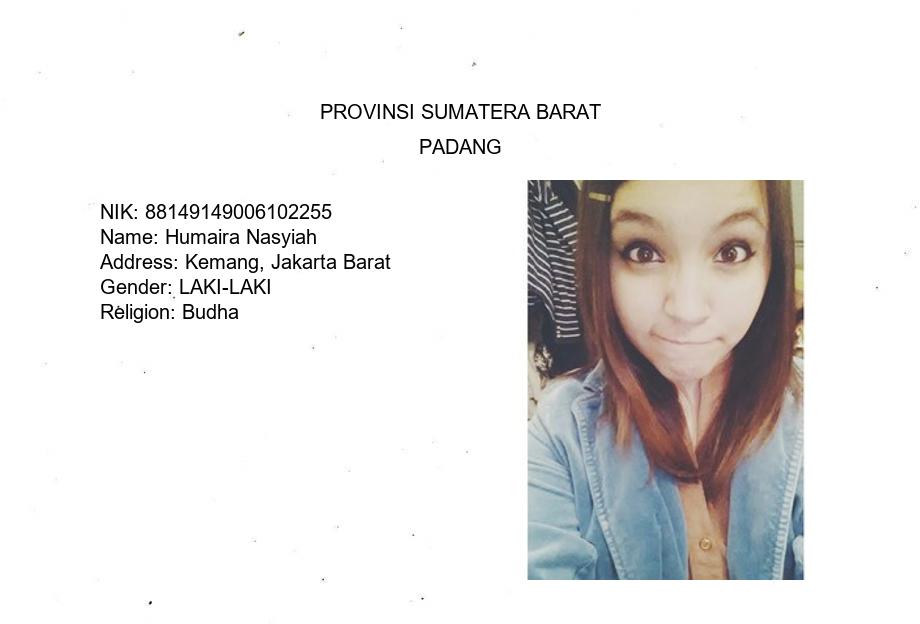 PROVINSI SUMATERA BARAT
PADANG
NIK: 88149149006102255
Name: Humaira Nasyiah
Address: Kemang, Jakarta Barat
Gender: LAKI-LAKI
Religion: Budha